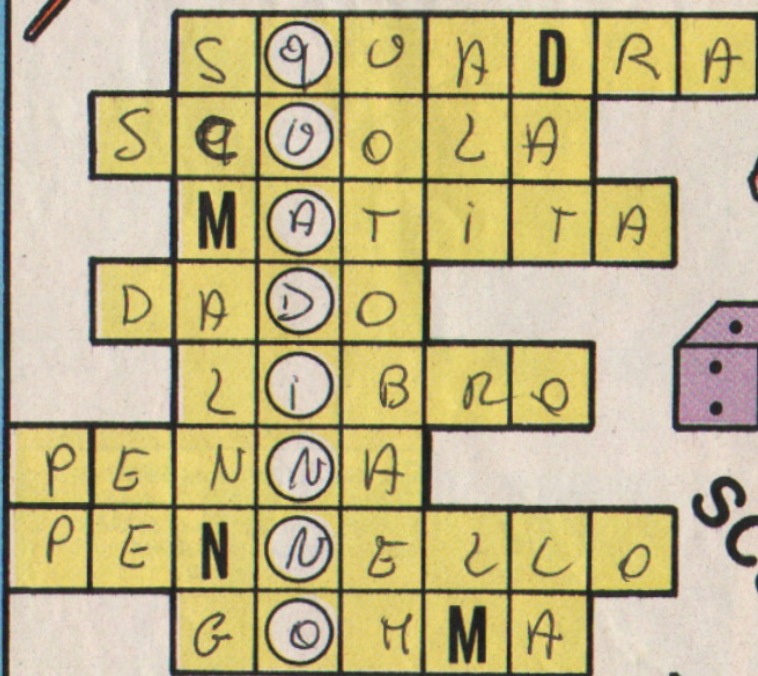 SQUADRA
SCUOLA
MATITA
DADO
LIBRO
PENNA
PENNELLO
GOMMA